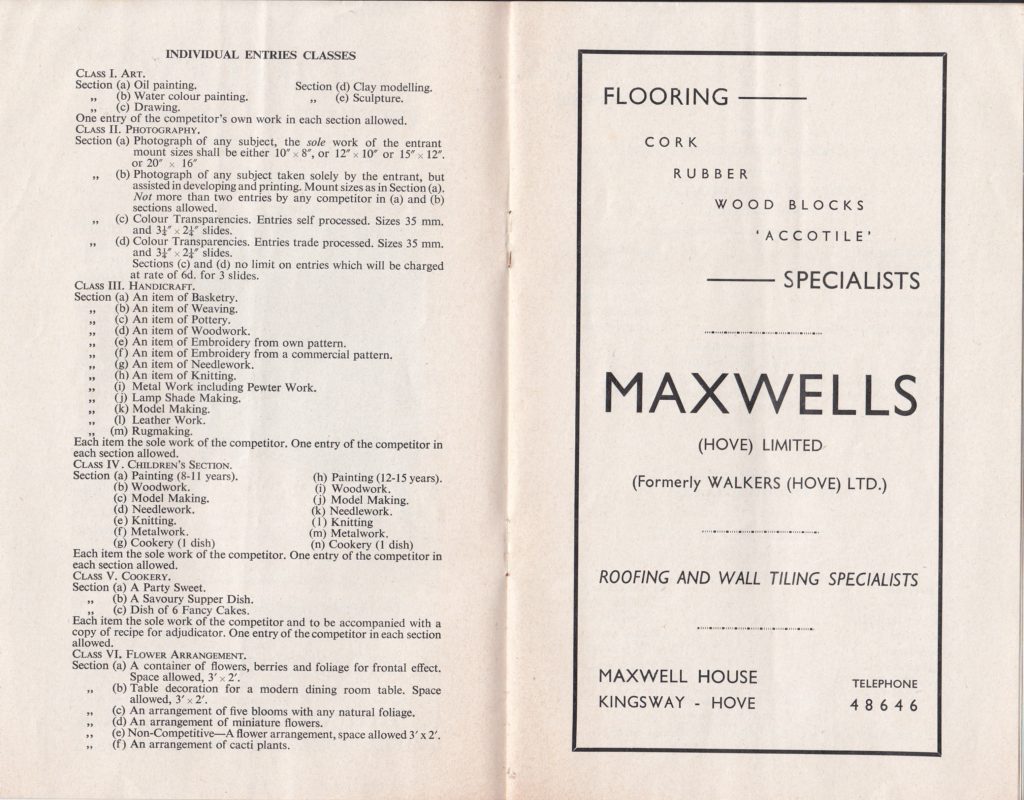 INDIVIDUAL ENTRIES CLASSES
CLASS I. ART.
Section (a) Oil painting. Section (d) Clay modelling.
„ (b) Water colour painting. „ (e) Sculpture.
„ (c) Drawing.
One entry of the competitor's own work in each section allowed.
CLASS II. PHOTOGRAPHY.
Section (a) Photograph of any subject, the sole work of the entrant
mount sizes shall be either 10″ × 8″, or 12″ × 10″ or 15″ × 12″.
or 20″ × 16″
„ (b) Photograph of any subject taken solely by the entrant, but
assisted in developing and printing. Mount sizes as in Section (a).
Not more than two entries by any competitor in (a) and (b)
sections allowed.
„ (c) Colour Transparencies. Entries self processed. Sizes 35 mm.
and 3¼″ × 2¼″ slides.
„ (d) Colour Transparencies. Entries trade processed. Sizes 35 mm.
and 3¼″ × 2¼″ slides.
Sections (c) and (d) no limit on entries which will be charged
at rate of 6d. for 3 slides.
CLASS III. HANDICRAFT.
Section (a) An item of Basketry.
„ (b) An item of Weaving.
„ (c) An item of Pottery.
„ (d) An item of Woodwork.
„ (e) An item of Embroidery from own pattern.
„ (f) An item of Embroidery from a commercial pattern.
„ (g) An item of Needlework.
„ (h) An item of Knitting.
„ (i) Metal Work including Pewter Work.
„ (j) Lamp Shade Making.
„ (k) Model Making.
„ (l) Leather Work.
„ (m) Rugmaking.
Each item the sole work of the competitor. One entry of the competitor in
each section allowed.
CLASS IV. CHILDREN'S SECTION.
Section (a) Painting (8-11 years). (h) Painting (12-15 years).
(b) Woodwork. (i) Woodwork.
(c) Model Making. (j) Model Making.
(d) Needlework. (k) Needlework.
(e) Knitting. (l) Knitting
(f) Metalwork. (m) Metalwork.
(g) Cookery (1 dish) (n) Cookery (1 dish)
Each item the sole work of the competitor. One entry of the competitor in
each section allowed.
CLASS V. COOKERY.
Section (a) A Party Sweet.
„ (b) A Savoury Supper Dish.
„ (c) Dish of 6 Fancy Cakes.
Each item the sole work of the competitor and to be accompanied with a
copy of recipe for adjudicator. One entry of the competitor in each section
allowed.
CLASS VI. FLOWER ARRANGEMENT.
Section (a) A container of flowers, berries and foliage for frontal effect.
Space allowed, 3′ × 2′.
„ (b) Table decoration for a modern dining room table. Space
allowed, 3′ × 2′.
„ (c) An arrangement of five blooms with any natural foliage.
„ (d) An arrangement of miniature flowers.
„ (e) Non-Competitive—A flower arrangement, space allowed 3′ x 2′.
„ (f) An arrangement of cacti plants.
FLOORING
CORK
RUBBER
WOOD BLOCKS
'ACCOTILE'
SPECIALISTS
MAXWELLS
(HOVE) LIMITED
(Formerly WALKERS (HOVE) LTD.)
ROOFING AND WALL TILING SPECIALISTS
MAXWELL HOUSE
KINGSWAY - HOVE
TELEPHONE
48646